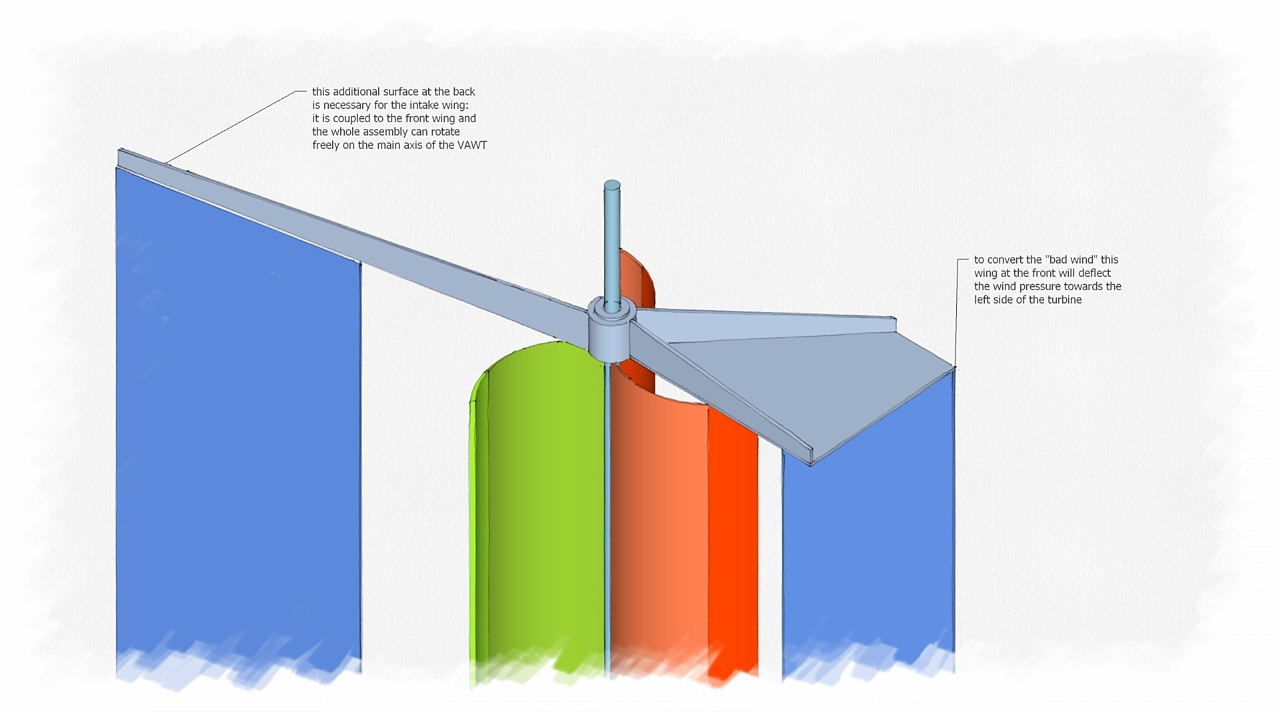 this additional surface at the back
is necessary for the intake wing:
it is coupled to the front wing and
the whole assembly can rotate
freely on the main axis of the VAWT
to convert the "bad wind" this
wing at the front will deflect
the wind pressure towards the
left side of the turbine